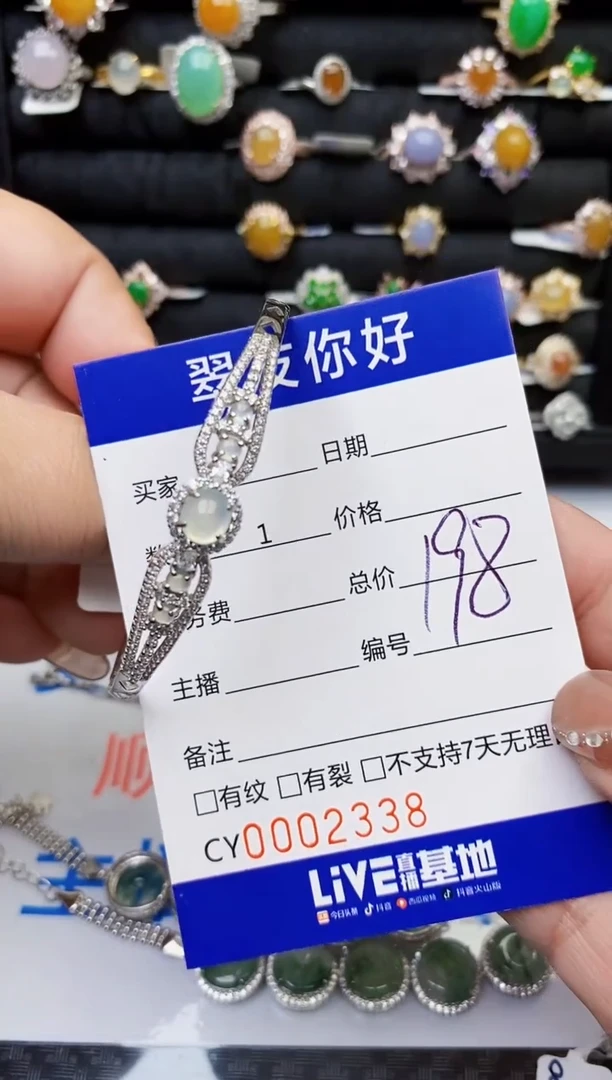 翠友你好
买家 日期
1 价格
198
务费 总价
主播 编号
备注
□有纹 □有裂 □不支持7天无理
CY0002338
LiVE直播基地
今日头条 抖音 西瓜视频 抖音火山版
顺